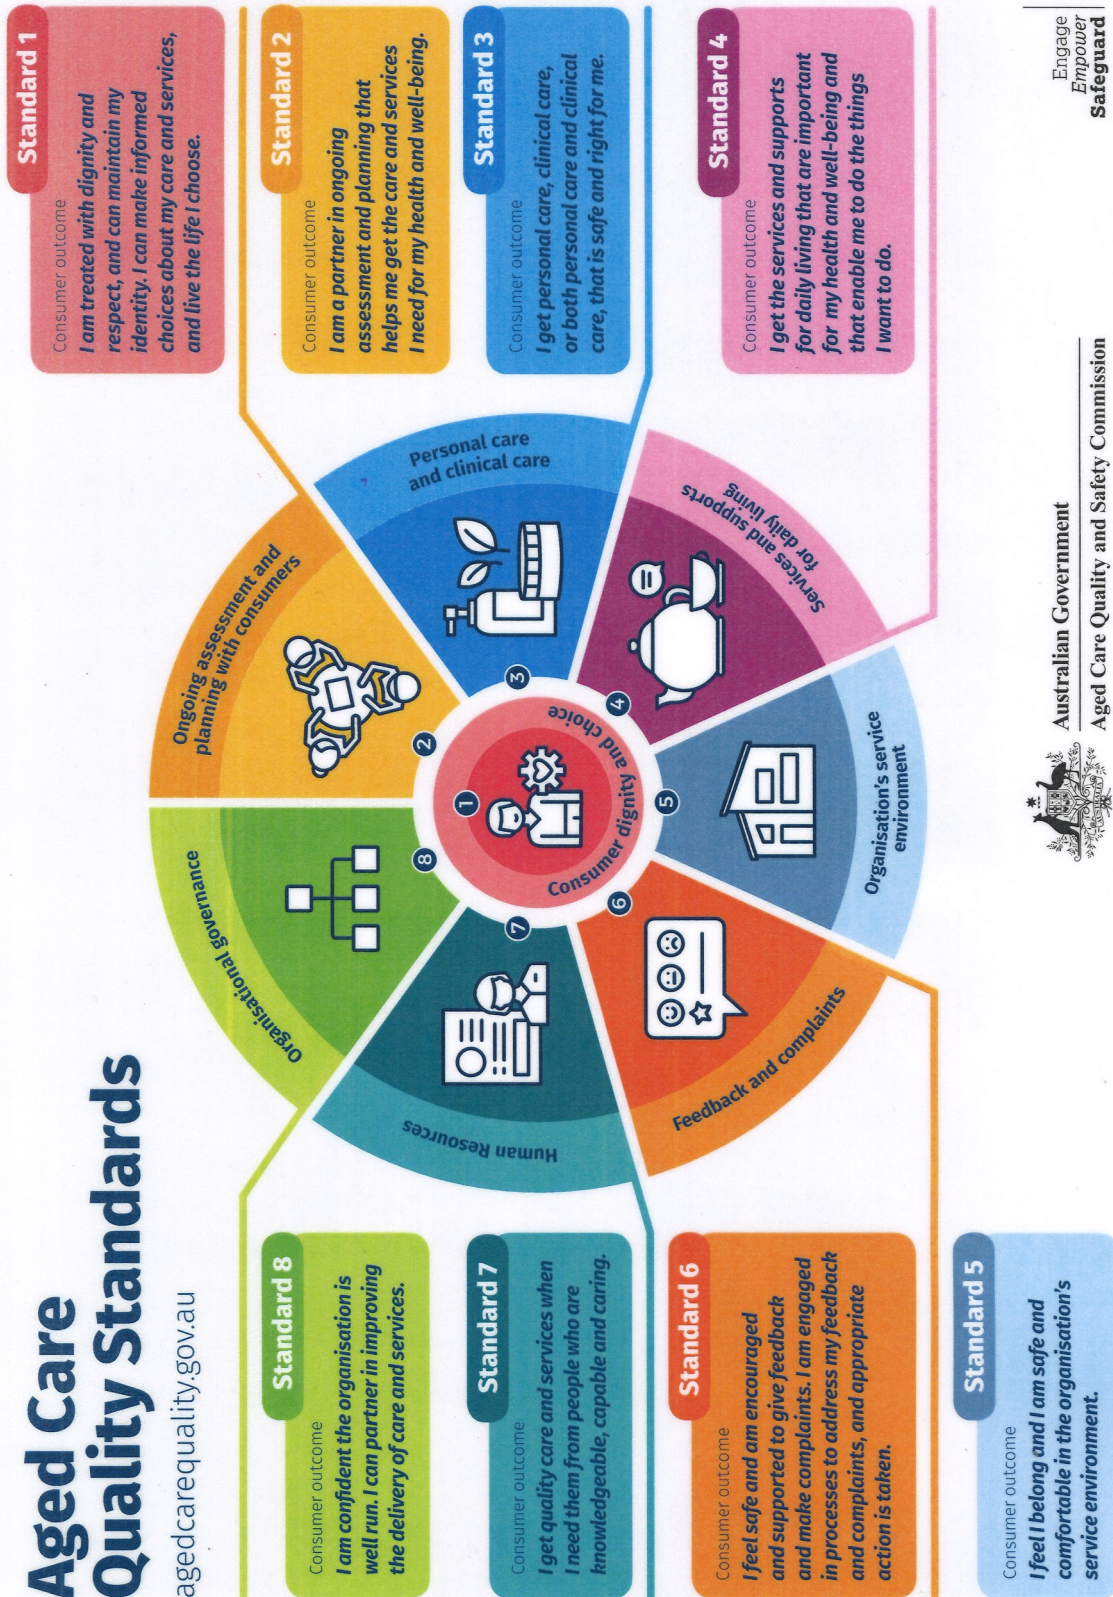 Aged Care
Quality Standards
agedcarequality.gov.au
Standard 1
Consumer outcome
I am treated with dignity and
respect, and can maintain my
identity. I can make informed
choices about my care and services,
and live the life I choose.
Standard 2
Consumer outcome
I am a partner in ongoing
assessment and planning that
helps me get the care and services
I need for my health and well-being.
Standard 3
Consumer outcome
I get personal care, clinical care,
or both personal care and clinical
care, that is safe and right for me.
Standard 4
Consumer outcome
I get the services and supports
for daily living that are important
for my health and well-being and
that enable me to do the things
I want to do.
Standard 8
Consumer outcome
I am confident the organisation is
well run. I can partner in improving
the delivery of care and services.
Standard 7
Consumer outcome
I get quality care and services when
I need them from people who are
knowledgeable, capable and caring.
Standard 6
Consumer outcome
I feel safe and am encouraged
and supported to give feedback
and make complaints. I am engaged
in processes to address my feedback
and complaints, and appropriate
action is taken.
Standard 5
Consumer outcome
I feel I belong and I am safe and
comfortable in the organisation's
service environment.
1
Consumer dignity and choice
2
Ongoing assessment and
planning with consumers
3
Personal care
and clinical care
4
Services and supports
for daily living
5
Organisation's service
environment
6
Feedback and complaints
7
Human Resources
8
Organisational governance
Australian Government
Aged Care Quality and Safety Commission
Engage
Empower
Safeguard